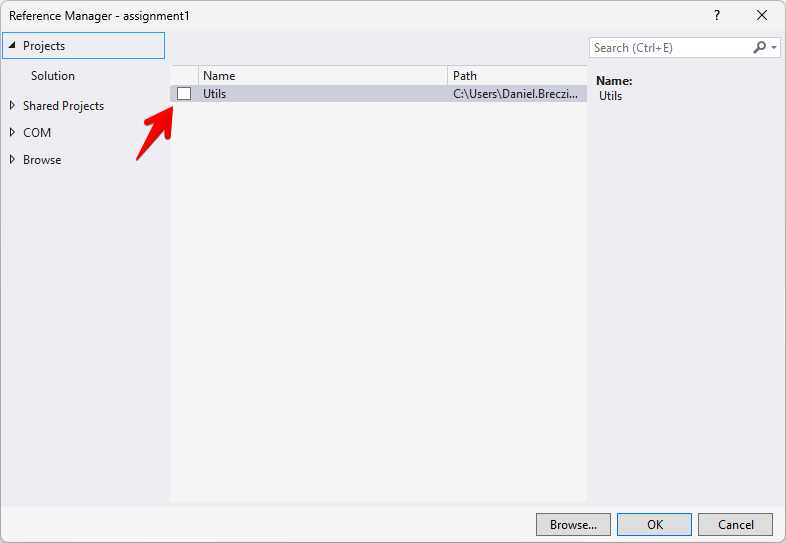 Reference Manager - assignment1
?
Projects
Solution
Shared Projects
COM
Browse
Search (Ctrl+E)
Name Path
Utils C:\Users\Daniel.Breczi...
Name:
Utils
Browse... OK Cancel